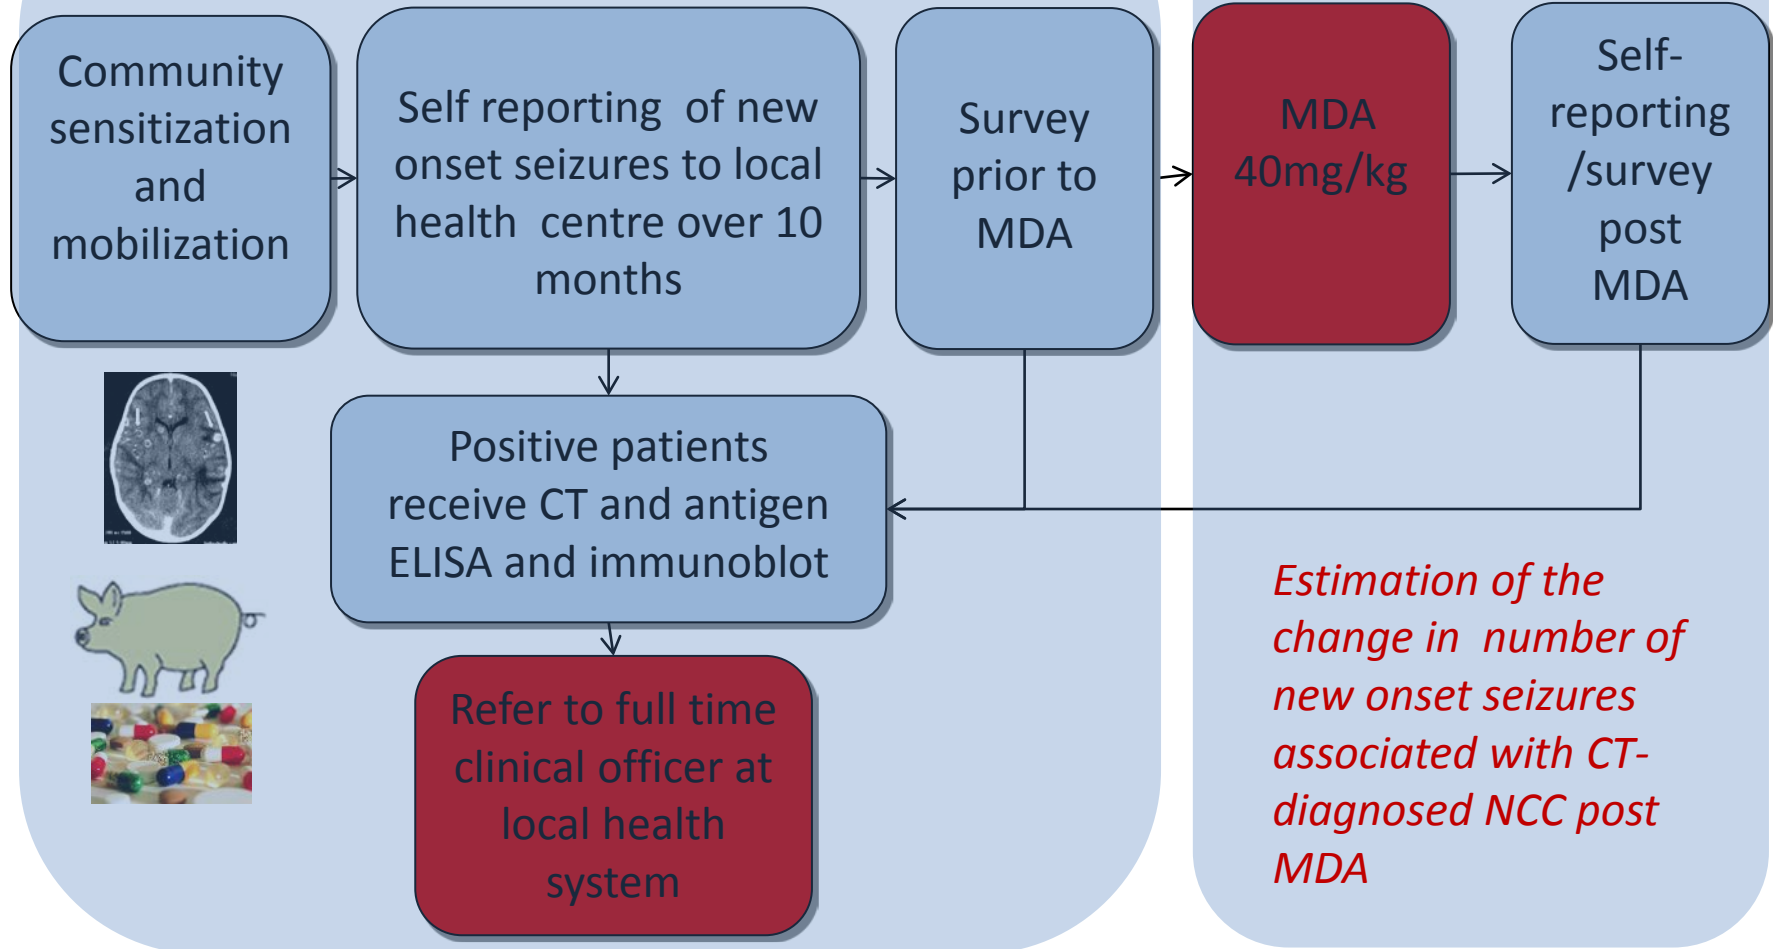 Community
sensitization
and
mobilization
Self reporting of new
onset seizures to local
health centre over 10
months
Survey
prior to
MDA
MDA
40mg/kg
Self-
reporting
/survey
post
MDA
Positive patients
receive CT and antigen
ELISA and immunoblot
Refer to full time
clinical officer at
local health
system
Estimation of the
change in number of
new onset seizures
associated with CT-
diagnosed NCC post
MDA